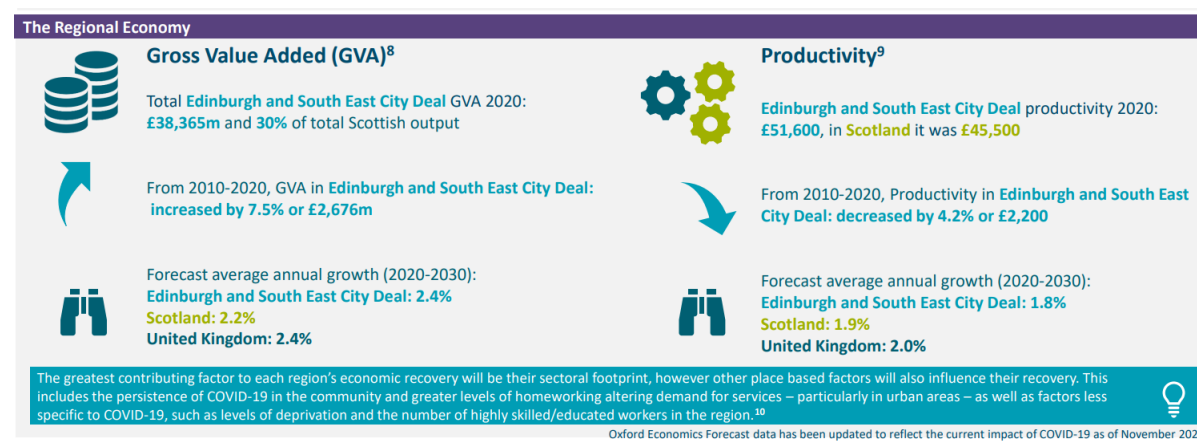 The Regional Economy
Gross Value Added (GVA)⁸
Total Edinburgh and South East City Deal GVA 2020:
£38,365m and 30% of total Scottish output
From 2010-2020, GVA in Edinburgh and South East City Deal:
increased by 7.5% or £2,676m
Forecast average annual growth (2020-2030):
Edinburgh and South East City Deal: 2.4%
Scotland: 2.2%
United Kingdom: 2.4%
Productivity⁹
Edinburgh and South East City Deal productivity 2020:
£51,600, in Scotland it was £45,500
From 2010-2020, Productivity in Edinburgh and South East
City Deal: decreased by 4.2% or £2,200
Forecast average annual growth (2020-2030):
Edinburgh and South East City Deal: 1.8%
Scotland: 1.9%
United Kingdom: 2.0%
The greatest contributing factor to each region's economic recovery will be their sectoral footprint, however other place based factors will also influence their recovery. This
includes the persistence of COVID-19 in the community and greater levels of homeworking altering demand for services – particularly in urban areas – as well as factors less
specific to COVID-19, such as levels of deprivation and the number of highly skilled/educated workers in the region.¹⁰
Oxford Economics Forecast data has been updated to reflect the current impact of COVID-19 as of November